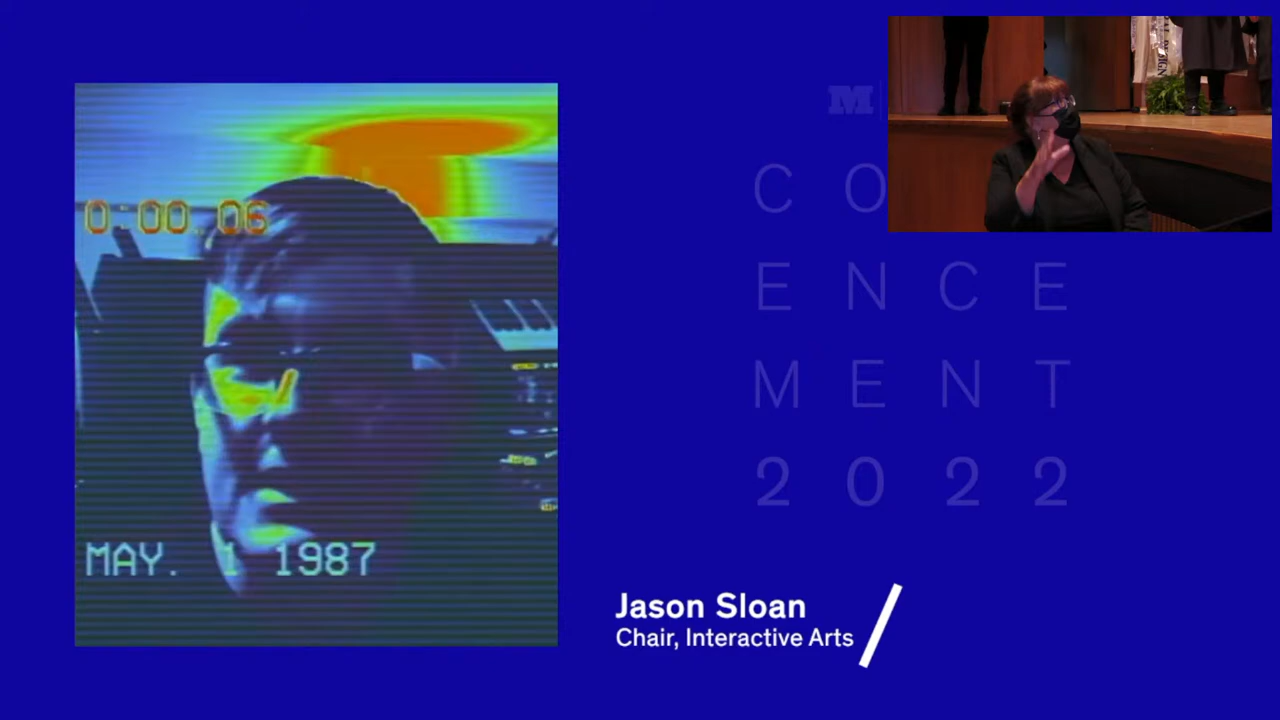 0:00.06
MAY. 1 1987
M
C O
E N C E
M E N T
2 0 2 2
Jason Sloan
Chair, Interactive Arts